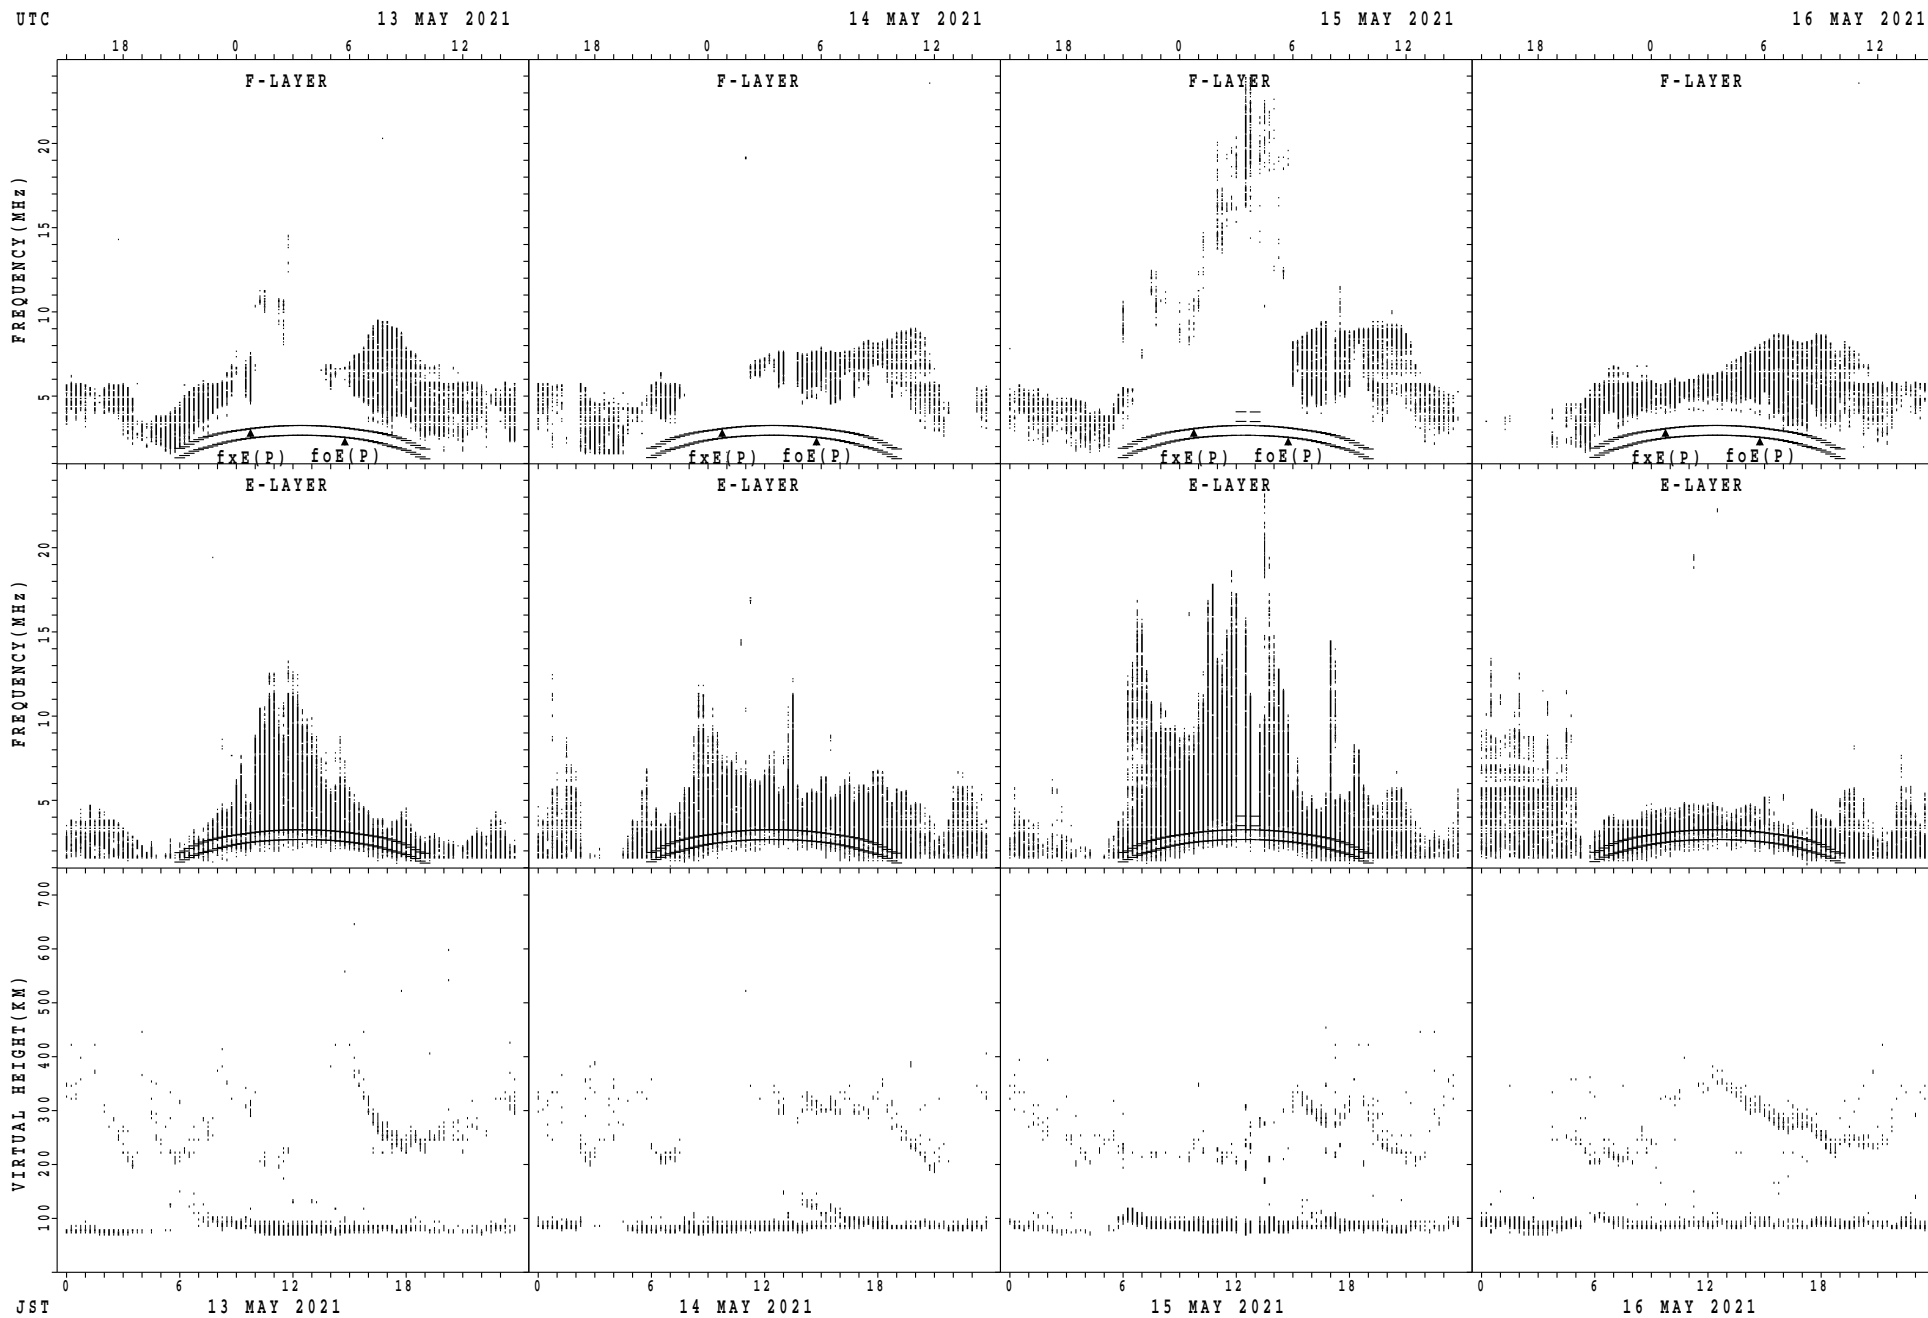 UTC 13 MAY 2021 14 MAY 2021 15 MAY 2021 16 MAY 2021
18 0 6 12 18 0 6 12 18 0 6 12 18 0 6 12
F-LAYER F-LAYER F-LAYER F-LAYER
FREQUENCY(MHz)
20
15
10
5
fxE(P) foE(P) fxE(P) foE(P) fxE(P) foE(P) fxE(P) foE(P)
E-LAYER E-LAYER E-LAYER E-LAYER
FREQUENCY(MHz)
20
15
10
5
VIRTUAL HEIGHT(KM)
700
600
500
400
300
200
100
0 6 12 18 0 6 12 18 0 6 12 18 0 6 12 18
JST 13 MAY 2021 14 MAY 2021 15 MAY 2021 16 MAY 2021